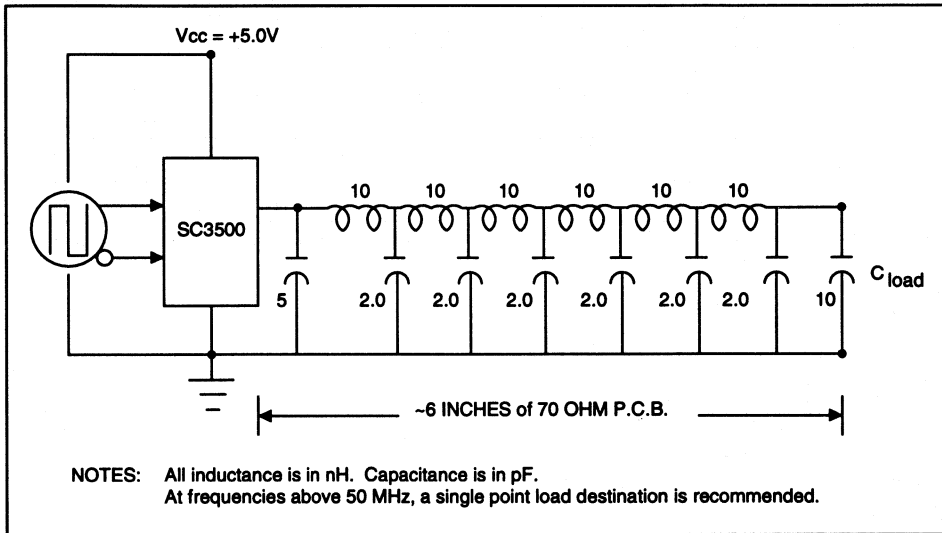 Vcc = +5.0V
10 10 10 10 10 10
SC3500
C load
5 2.0 2.0 2.0 2.0 2.0 2.0 10
~6 INCHES of 70 OHM P.C.B.
NOTES: All inductance is in nH. Capacitance is in pF.
At frequencies above 50 MHz, a single point load destination is recommended.